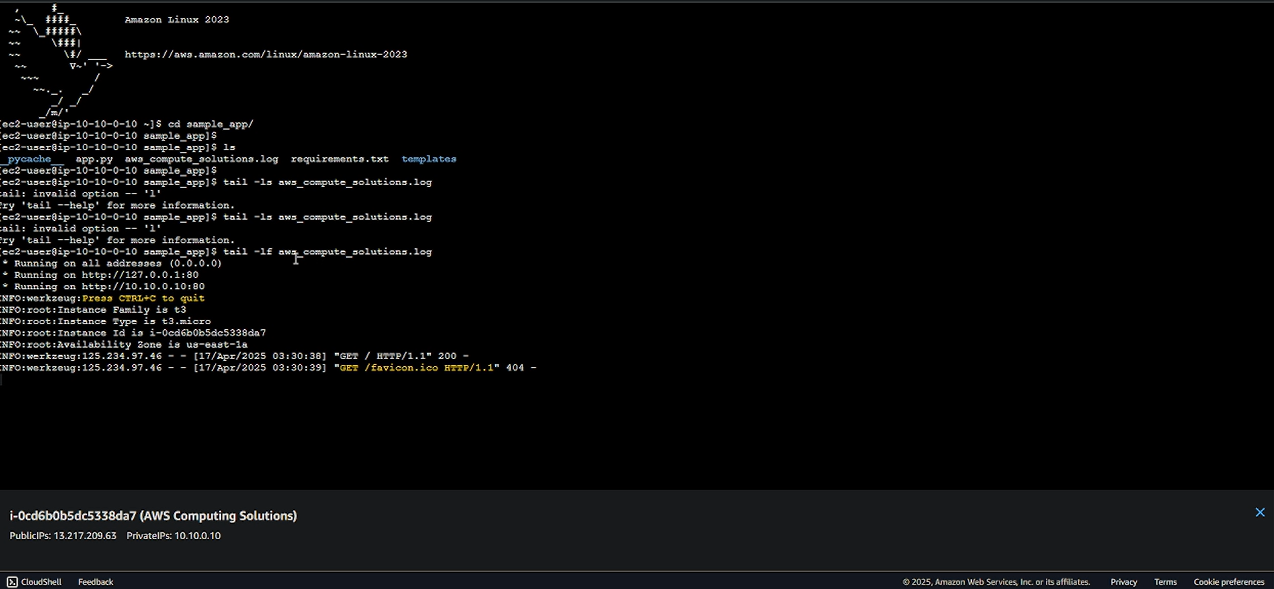 , #_
~\_ ####_ Amazon Linux 2023
~~ \_#####\
~~ \###|
~~ \#/ ___ https://aws.amazon.com/linux/amazon-linux-2023
~~ V~' '->
~~~ /
~~._. _/
_/ _/
_/m/'
[ec2-user@ip-10-10-0-10 ~]$ cd sample_app/
[ec2-user@ip-10-10-0-10 sample_app]$
[ec2-user@ip-10-10-0-10 sample_app]$ ls
__pycache__ app.py aws_compute_solutions.log requirements.txt templates
[ec2-user@ip-10-10-0-10 sample_app]$
[ec2-user@ip-10-10-0-10 sample_app]$ tail -ls aws_compute_solutions.log
tail: invalid option -- 'l'
Try 'tail --help' for more information.
[ec2-user@ip-10-10-0-10 sample_app]$ tail -ls aws_compute_solutions.log
tail: invalid option -- 'l'
Try 'tail --help' for more information.
[ec2-user@ip-10-10-0-10 sample_app]$ tail -lf aws_compute_solutions.log
* Running on all addresses (0.0.0.0)
* Running on http://127.0.0.1:80
* Running on http://10.10.0.10:80
INFO:werkzeug:Press CTRL+C to quit
INFO:root:Instance Family is t3
INFO:root:Instance Type is t3.micro
INFO:root:Instance Id is i-0cd6b0b5dc5338da7
INFO:root:Availability Zone is us-east-1a
INFO:werkzeug:125.234.97.46 - - [17/Apr/2025 03:30:38] "GET / HTTP/1.1" 200 -
INFO:werkzeug:125.234.97.46 - - [17/Apr/2025 03:30:39] "GET /favicon.ico HTTP/1.1" 404 -
i-0cd6b0b5dc5338da7 (AWS Computing Solutions)
PublicIPs: 13.217.209.63 PrivateIPs: 10.10.0.10
CloudShell Feedback © 2025, Amazon Web Services, Inc. or its affiliates. Privacy Terms Cookie preferences